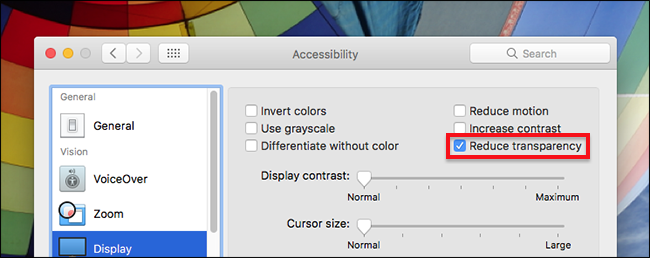 Accessibility
Search
General
General
Vision
VoiceOver
Zoom
Display
Invert colors
Use grayscale
Differentiate without color
Reduce motion
Increase contrast
Reduce transparency
Display contrast:
Normal Maximum
Cursor size:
Normal Large